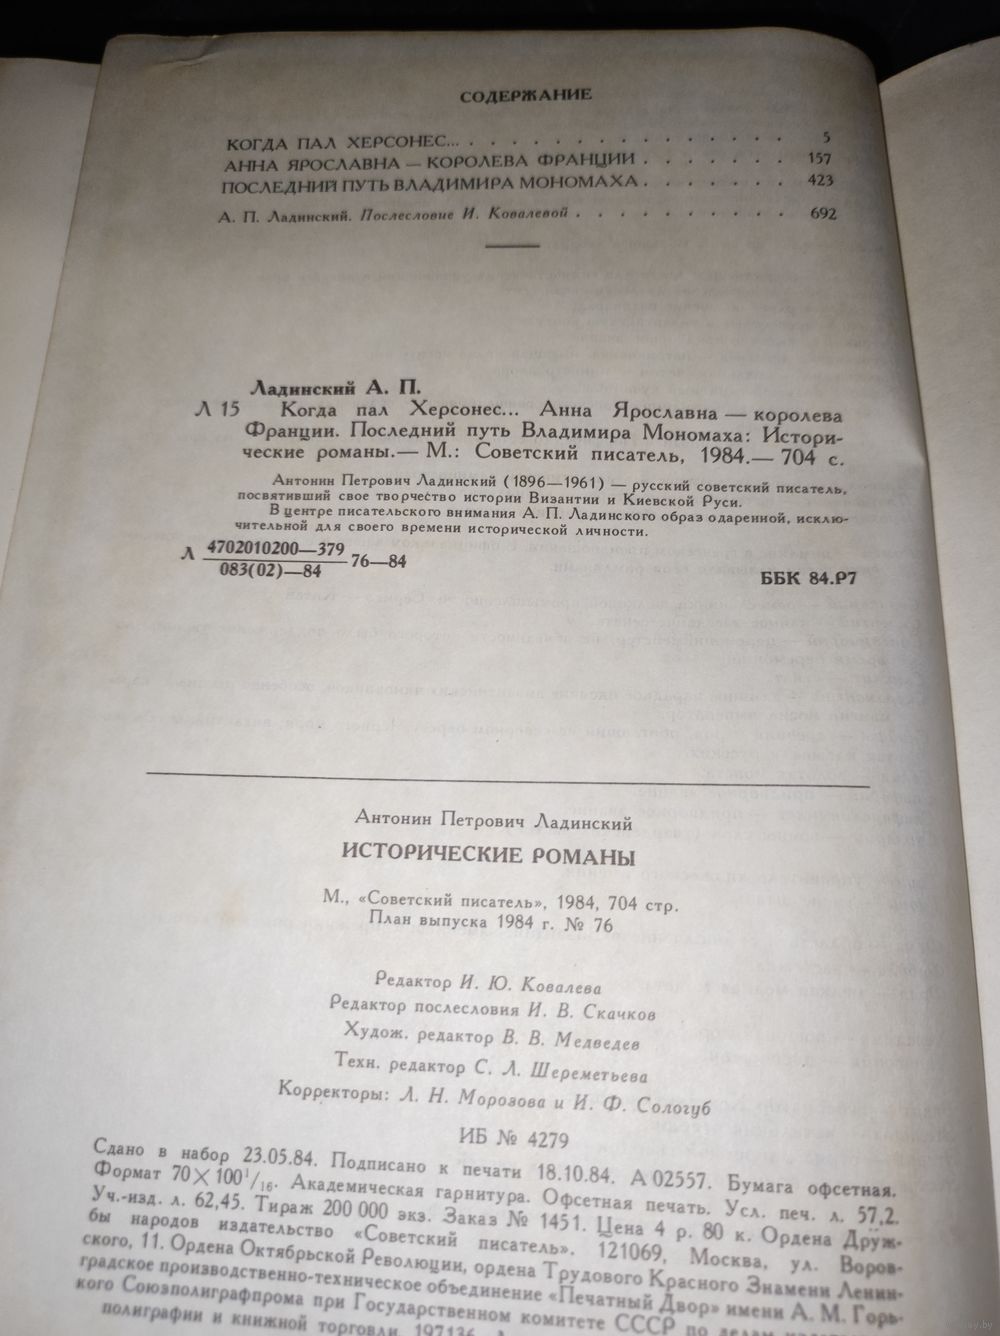 СОДЕРЖАНИЕ
КОГДА ПАЛ ХЕРСОНЕС... . . . . . . . . . . . . . . . 5
АННА ЯРОСЛАВНА — КОРОЛЕВА ФРАНЦИИ . . . . . . . 157
ПОСЛЕДНИЙ ПУТЬ ВЛАДИМИРА МОНОМАХА . . . . . . . 423
А. П. Ладинский. Послесловие И. Ковалевой . . . . . . . . . . 692
Ладинский А. П.
Л 15 Когда пал Херсонес... Анна Ярославна — королева
Франции. Последний путь Владимира Мономаха: Истори-
ческие романы.— М.: Советский писатель, 1984.— 704 с.
Антонин Петрович Ладинский (1896—1961) — русский советский писатель,
посвятивший свое творчество истории Византии и Киевской Руси.
В центре писательского внимания А. П. Ладинского образ одаренной, исклю-
чительной для своего времени исторической личности.
Л 4702010200—379
083(02)—84 76—84
ББК 84.Р7
Антонин Петрович Ладинский
ИСТОРИЧЕСКИЕ РОМАНЫ
М., «Советский писатель», 1984, 704 стр.
План выпуска 1984 г. № 76
Редактор И. Ю. Ковалева
Редактор послесловия И. В. Скачков
Худож. редактор В. В. Медведев
Техн. редактор С. Л. Шереметьева
Корректоры: Л. Н. Морозова и И. Ф. Сологуб
ИБ № 4279
Сдано в набор 23.05.84. Подписано к печати 18.10.84. А 02557. Бумага офсетная.
Формат 70×100 1/16. Академическая гарнитура. Офсетная печать. Усл. печ. л. 57,2.
Уч.-изд. л. 62,45. Тираж 200 000 экз. Заказ № 1451. Цена 4 р. 80 к. Ордена Друж-
бы народов издательство «Советский писатель», 121069, Москва, ул. Воров-
ского, 11. Ордена Октябрьской Революции, ордена Трудового Красного Знамени Ленин-
градское производственно-техническое объединение «Печатный Двор» имени А. М. Горь-
кого Союзполиграфпрома при Государственном комитете СССР по делам
полиграфии и книжной торговли. 197136,